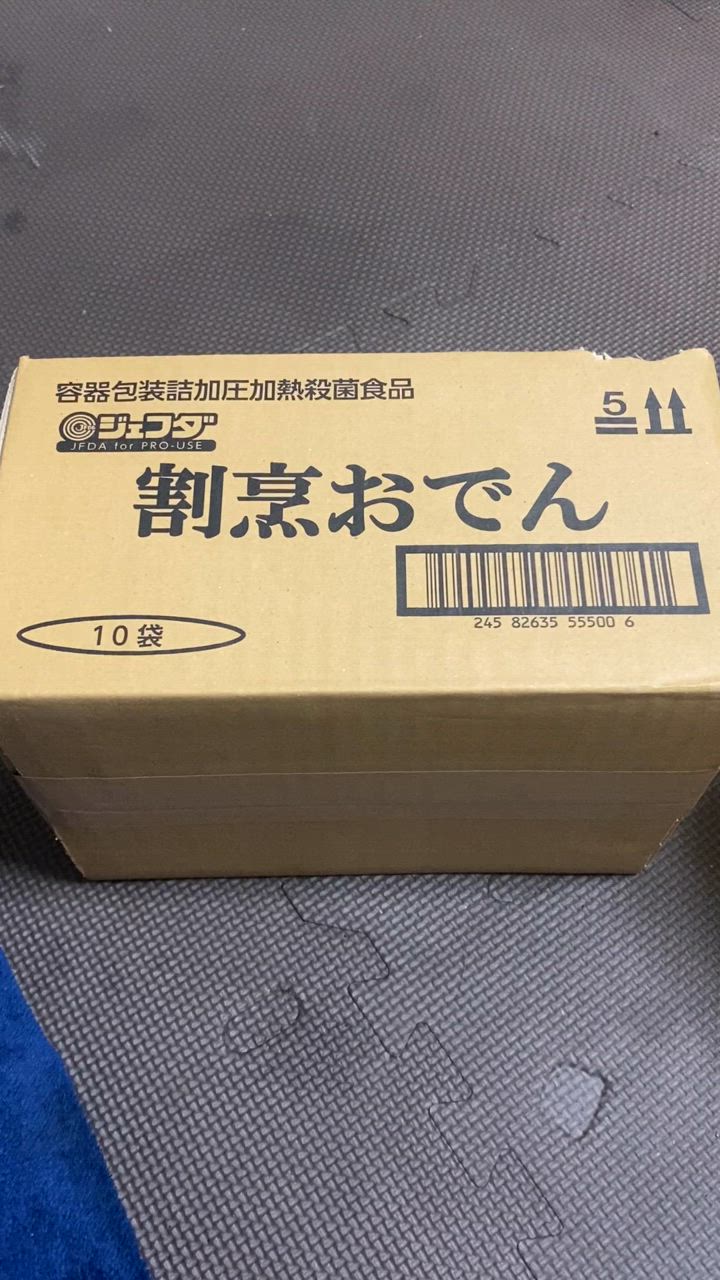 容器包装詰加圧加熱殺菌食品
ジェフダ
JFDA for PRO-USE
5
割烹おでん
245 82635 55500 6
10袋